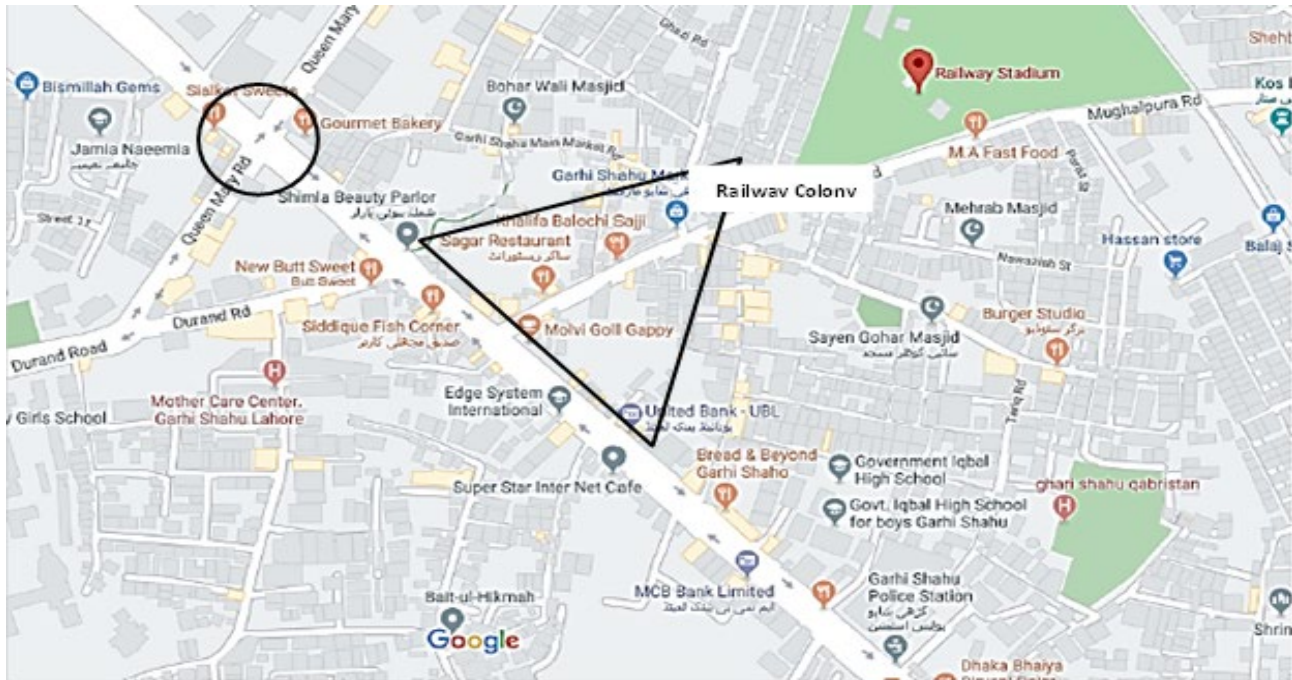 Queen Mary
Ghazi Rd
Railway Stadium
Bismillah Gems
Sialkot Sweets
Bohar Wali Masjid
Mughalpura Rd
Gourmet Bakery
Jamia Naeemia
جامعہ نعیمیہ
Garhi Shahu Main Market Rd
M.A Fast Food
Queen Mary Rd
Garhi Shahu
Railway Colony
Shimla Beauty Parlor
شملہ بیوٹی پارلر
Khalifa Balochi Sajji
Mehrab Masjid
Street
Sagar Restaurant
ساگر ریسٹورانٹ
Nawazish St
Hassan store
New Butt Sweet
Butt Sweet
Durand Rd
Siddique Fish Corner
صدیق مچھلی کارنر
Molvi Goll Gappy
Sayen Gohar Masjid
سائیں گوہر مسجد
Burger Studio
برگر سٹوڈیو
Durand Road
Mother Care Center,
Garhi Shahu Lahore
Edge System
International
United Bank - UBL
یونائیٹڈ بینک لمیٹڈ
y Girls School
Tariq Rd
Bread & Beyond
Garhi Shaho
Government Iqbal
High School
ghari shahu qabristan
Super Star Inter Net Cafe
Govt. Iqbal High School
for boys Garhi Shahu
MCB Bank Limited
ایم سی بی بینک لمیٹڈ
Garhi Shahu
Police Station
گڑھی شاہو
پولیس اسٹیشن
Bait-ul-Hikmah
Google
Shrin
Dhaka Bhaiya